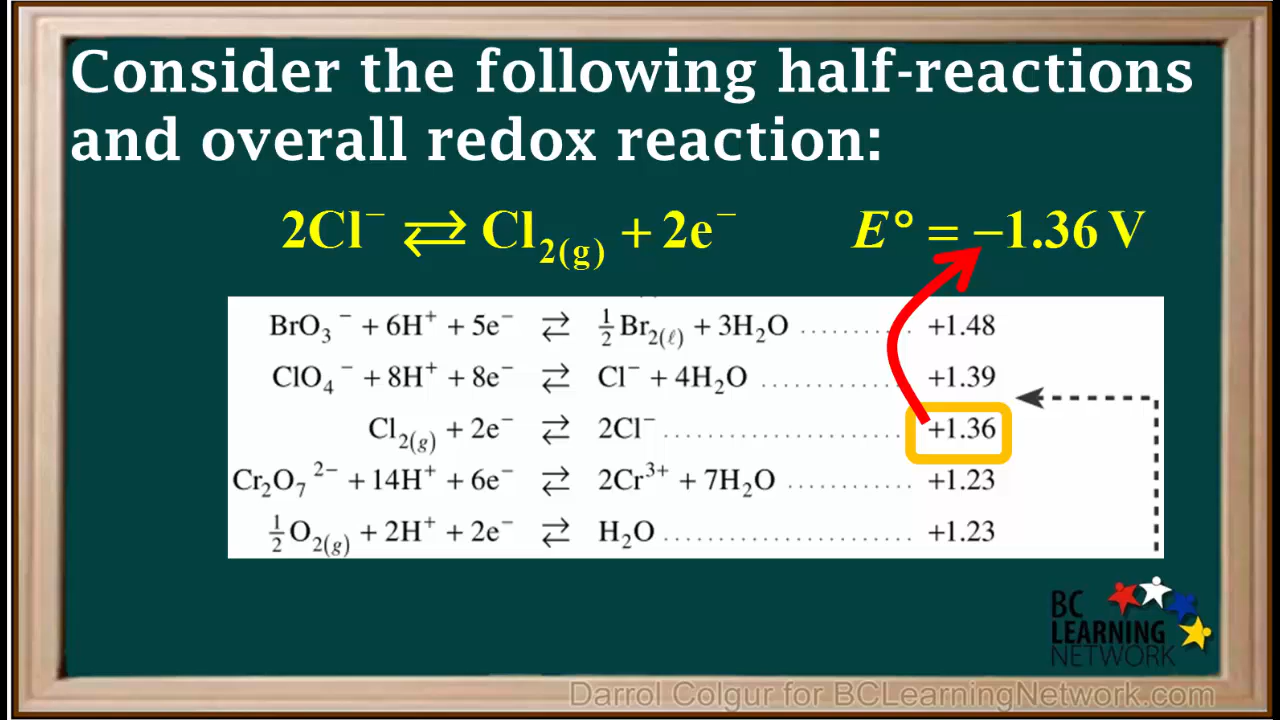 Consider the following half-reactions
and overall redox reaction:
2Cl⁻ ⇄ Cl₂₍g₎ + 2e⁻ E° = −1.36 V
BrO₃⁻ + 6H⁺ + 5e⁻ ⇄ ½Br₂₍ℓ₎ + 3H₂O .......... +1.48
ClO₄⁻ + 8H⁺ + 8e⁻ ⇄ Cl⁻ + 4H₂O ............. +1.39
Cl₂₍g₎ + 2e⁻ ⇄ 2Cl⁻ ...................... +1.36
Cr₂O₇²⁻ + 14H⁺ + 6e⁻ ⇄ 2Cr³⁺ + 7H₂O ........... +1.23
½O₂₍g₎ + 2H⁺ + 2e⁻ ⇄ H₂O ....................... +1.23
BC
LEARNING
NETWORK
Darrol Colgur for BCLearningNetwork.com